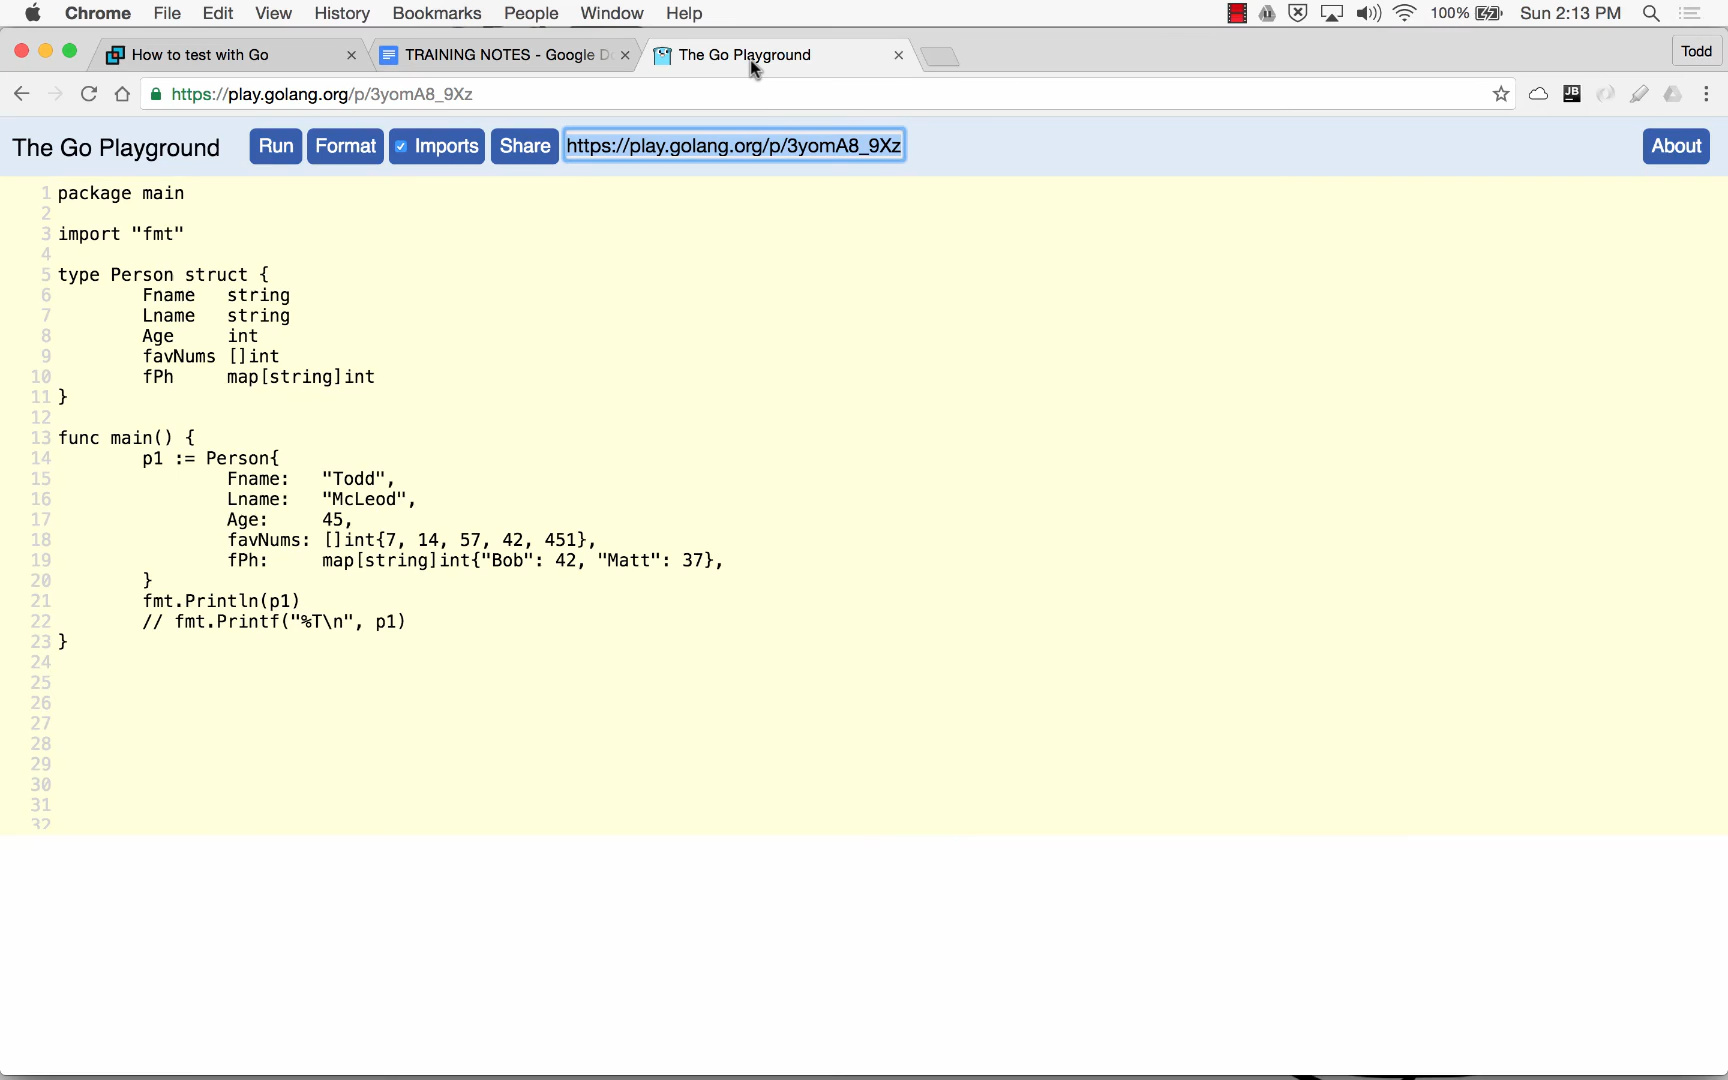 Chrome File Edit View History Bookmarks People Window Help 100% Sun 2:13 PM
How to test with Go TRAINING NOTES - Google D The Go Playground Todd
https://play.golang.org/p/3yomA8_9Xz JB
The Go Playground Run Format Imports Share https://play.golang.org/p/3yomA8_9Xz About
1 package main
2
3 import "fmt"
4
5 type Person struct {
6 Fname string
7 Lname string
8 Age int
9 favNums []int
10 fPh map[string]int
11 }
12
13 func main() {
14 p1 := Person{
15 Fname: "Todd",
16 Lname: "McLeod",
17 Age: 45,
18 favNums: []int{7, 14, 57, 42, 451},
19 fPh: map[string]int{"Bob": 42, "Matt": 37},
20 }
21 fmt.Println(p1)
22 // fmt.Printf("%T\n", p1)
23 }
24
25
26
27
28
29
30
31
32